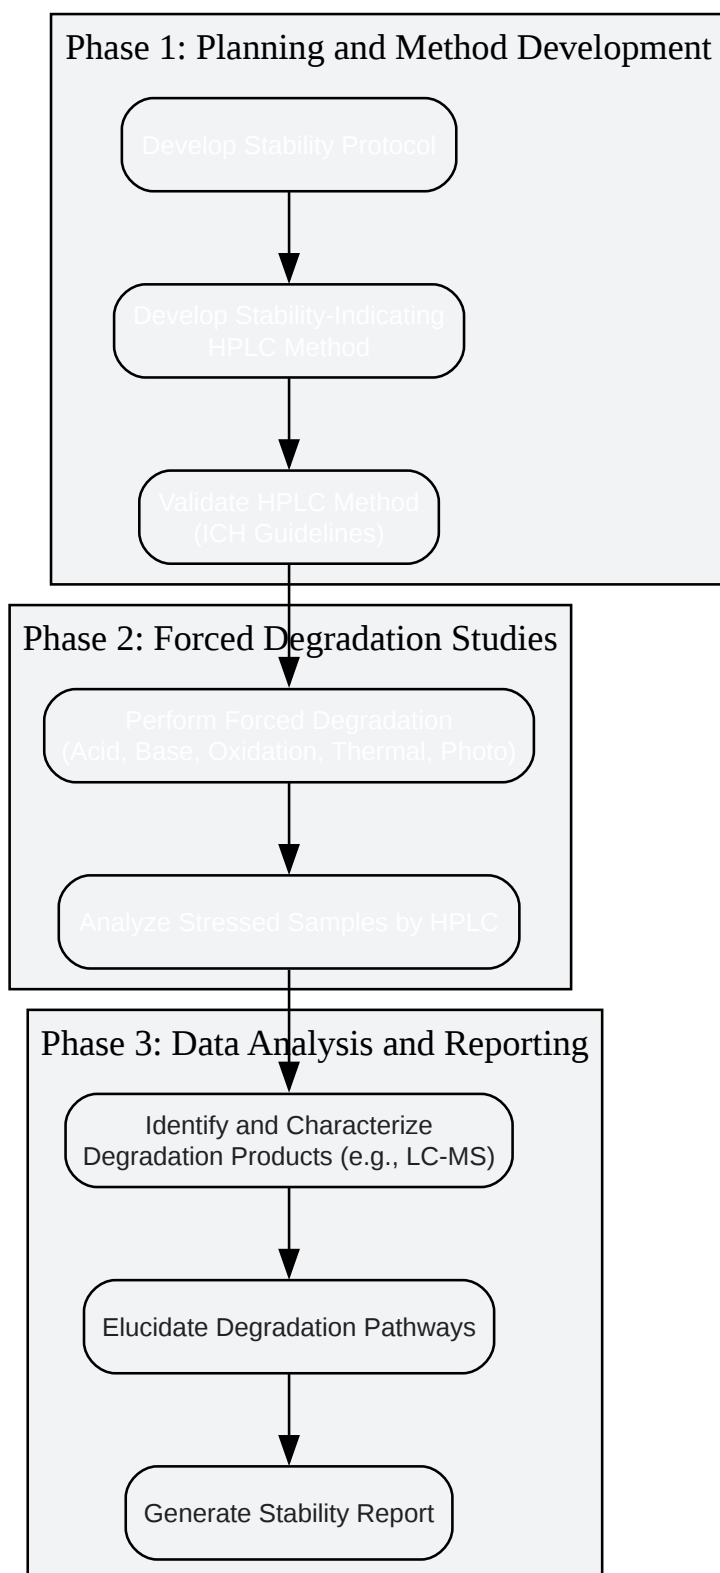 Phase 1: Planning and Method Development
Develop Stability Protocol
Develop Stability-Indicating
HPLC Method
Validate HPLC Method
(ICH Guidelines)
Phase 2: Forced Degradation Studies
Perform Forced Degradation
(Acid, Base, Oxidation, Thermal, Photo)
Analyze Stressed Samples by HPLC
Phase 3: Data Analysis and Reporting
Identify and Characterize
Degradation Products (e.g., LC-MS)
Elucidate Degradation Pathways
Generate Stability Report